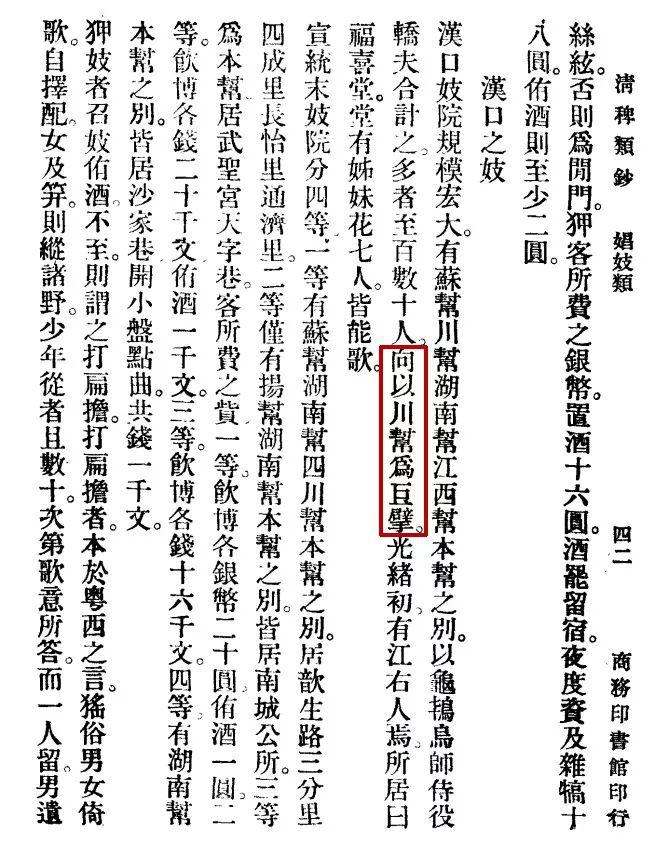 清稗類鈔　娼妓類　四二　商務印書館印行
絲絃。否則爲閒門。狎客所費之銀幣。置酒十六圓。酒罷留宿。夜度資及雜犒十
八圓。侑酒則至少二圓。
漢口之妓
漢口妓院規模宏大。有蘇幫川幫湖南幫江西幫本幫之別。以龜鴇烏師侍役
轎夫合計之。多者至百數十人。向以川幫爲巨擘。光緒初。有江右人焉。所居曰
福喜堂。堂有姊妹花七人。皆能歌。
宣統末妓院分四等。一等有蘇幫湖南幫四川幫本幫之別。居歆生路三分里
四成里長怡里通濟里。二等僅有揚幫湖南幫本幫之別。皆居南城公所。三等
爲本幫。居武聖宮天字巷。客所費之貲。一等。飲博各銀幣二十圓。侑酒一圓。二
等。飲博各錢二十千文。侑酒一千文。三等。飲博各錢十六千文。四等有湖南幫
本幫之別。皆居沙家巷。開小盤點曲。共錢一千文。
狎妓者召妓侑酒。不至。則謂之打扁擔。打扁擔者。本於粵西之言。猺俗男女倚
歌自擇配。女及笄。則縱諸野。少年從者且數十。次第歌意所答。而一人留。男遺